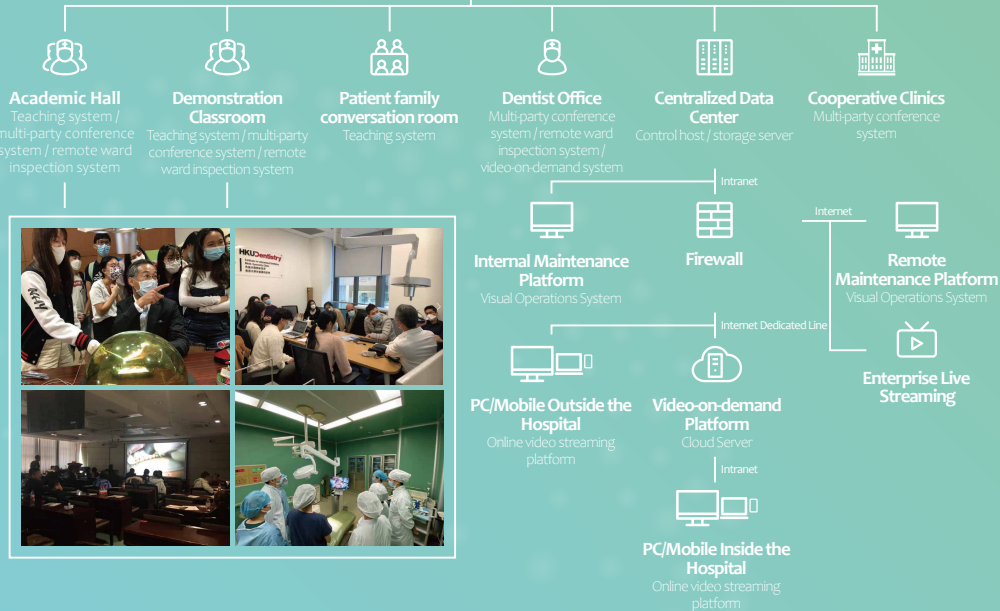 Academic Hall
Teaching system /
multi-party conference
system / remote ward
inspection system
Demonstration
Classroom
Teaching system / multi-party
conference system / remote
ward inspection system
Patient family
conversation room
Teaching system
Dentist Office
Multi-party conference
system / remote ward
inspection system /
video-on-demand system
Centralized Data
Center
Control host / storage server
Cooperative Clinics
Multi-party conference
system
Intranet
Internal Maintenance
Platform
Visual Operations System
Firewall
Internet
Remote
Maintenance Platform
Visual Operations System
Internet Dedicated Line
PC/Mobile Outside the
Hospital
Online video streaming
platform
Video-on-demand
Platform
Cloud Server
Enterprise Live
Streaming
Intranet
PC/Mobile Inside the
Hospital
Online video streaming
platform
HKUDentistry